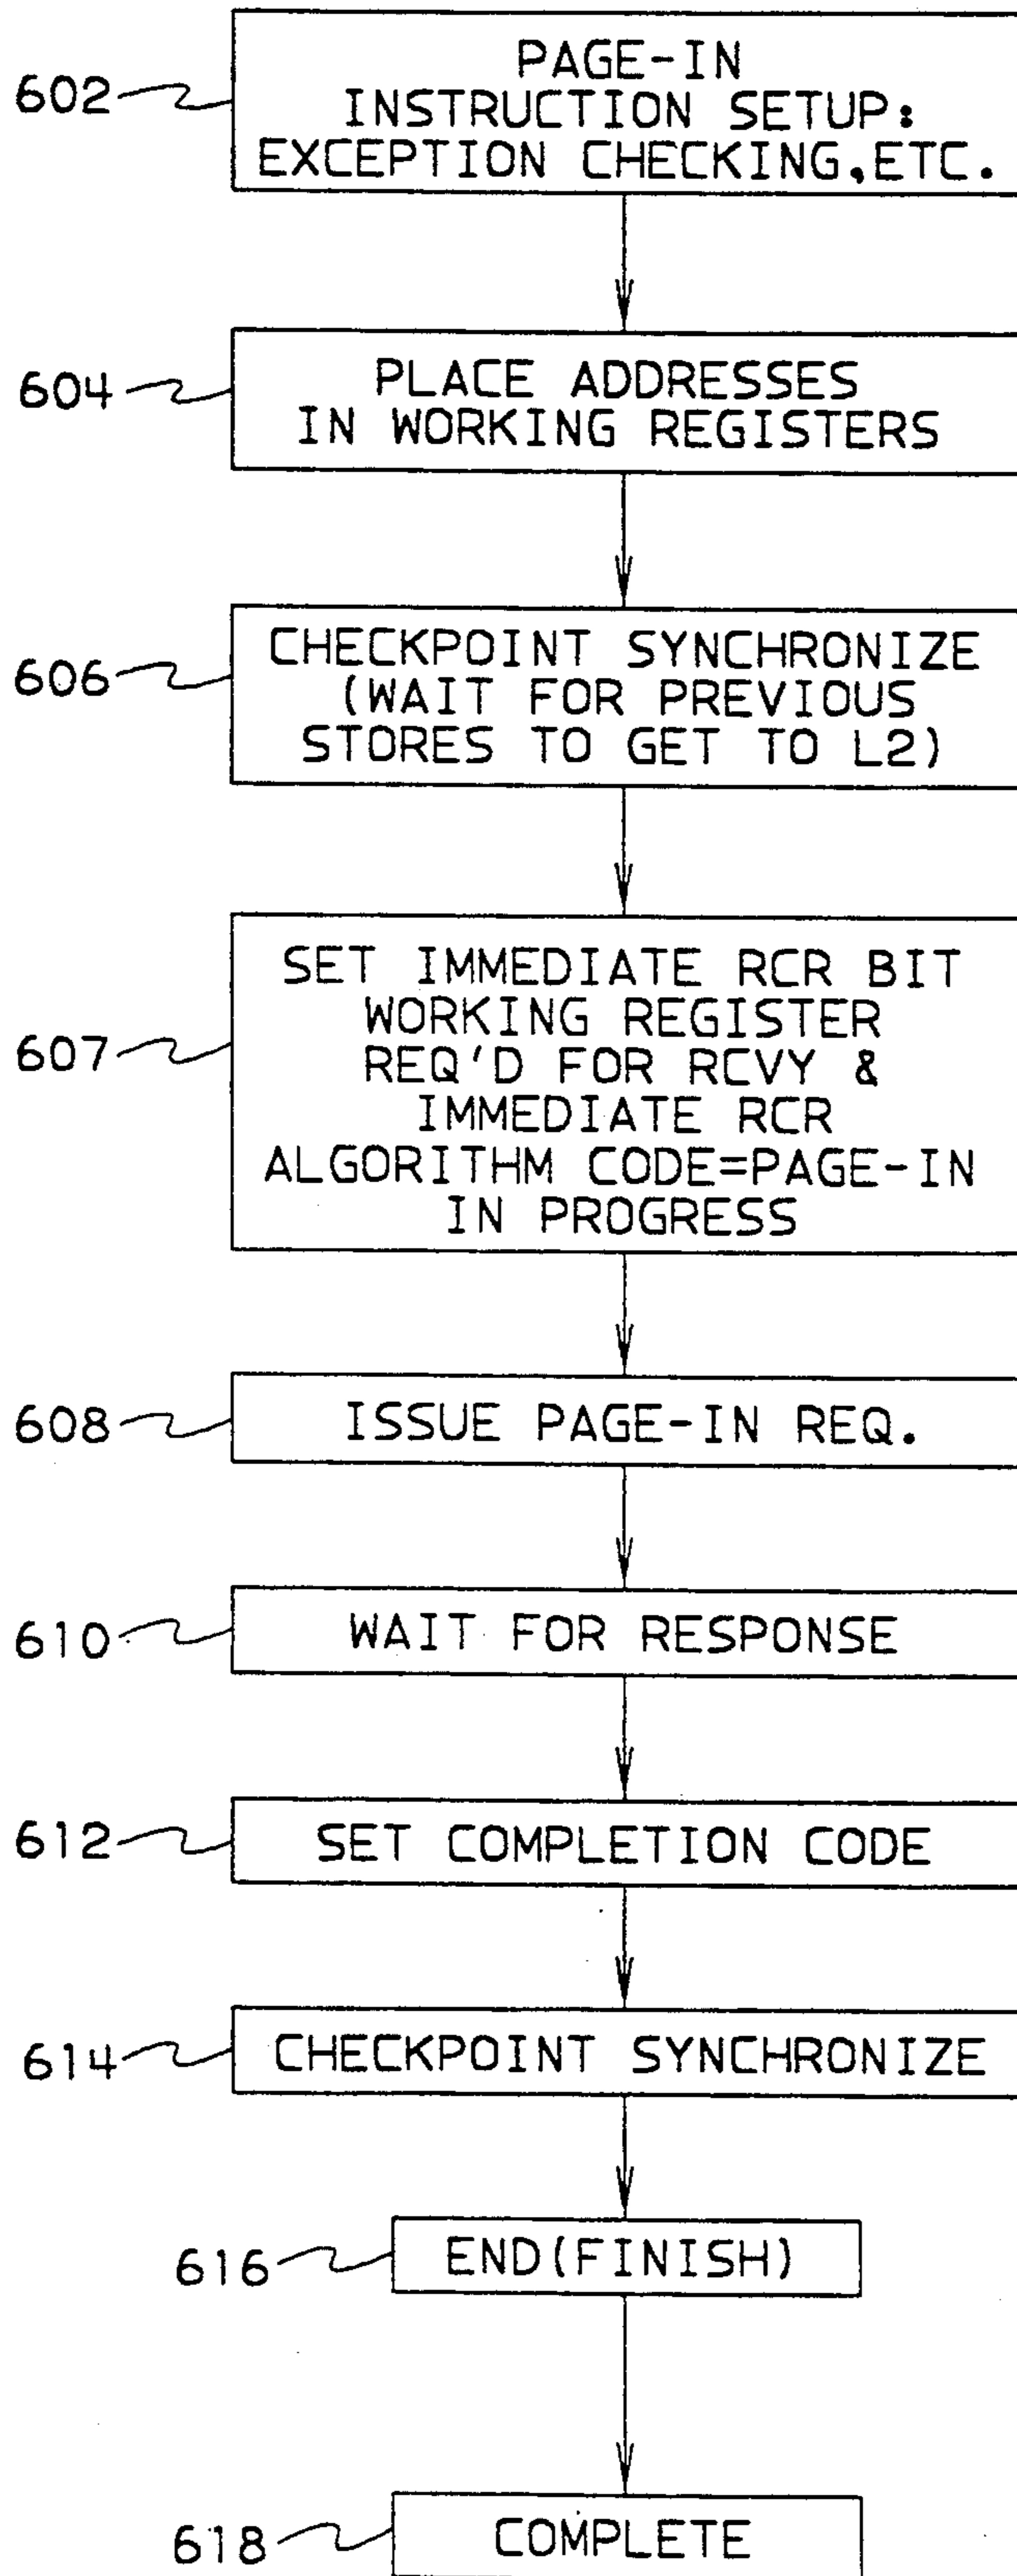 602
PAGE-IN
INSTRUCTION SETUP:
EXCEPTION CHECKING,ETC.
604
PLACE ADDRESSES
IN WORKING REGISTERS
606
CHECKPOINT SYNCHRONIZE
(WAIT FOR PREVIOUS
STORES TO GET TO L2)
607
SET IMMEDIATE RCR BIT
WORKING REGISTER
REQ'D FOR RCVY &
IMMEDIATE RCR
ALGORITHM CODE=PAGE-IN
IN PROGRESS
608
ISSUE PAGE-IN REQ.
610
WAIT FOR RESPONSE
612
SET COMPLETION CODE
614
CHECKPOINT SYNCHRONIZE
616
END(FINISH)
618
COMPLETE